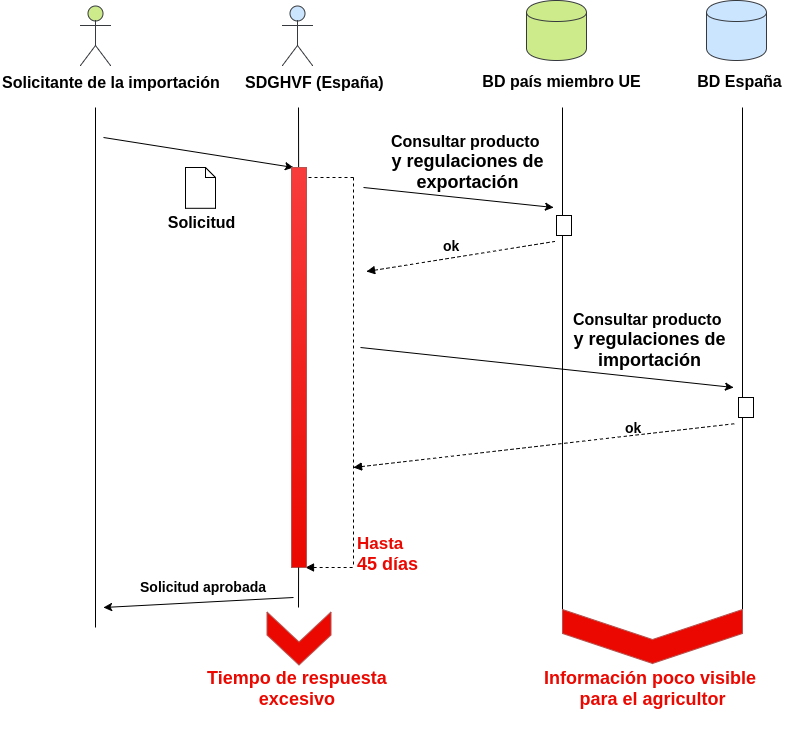 Solicitante de la importación
SDGHVF (España)
BD país miembro UE
BD España
Consultar producto
y regulaciones de
exportación
Solicitud
ok
Consultar producto
y regulaciones de
importación
ok
Hasta
45 días
Solicitud aprobada
Tiempo de respuesta
excesivo
Información poco visible
para el agricultor